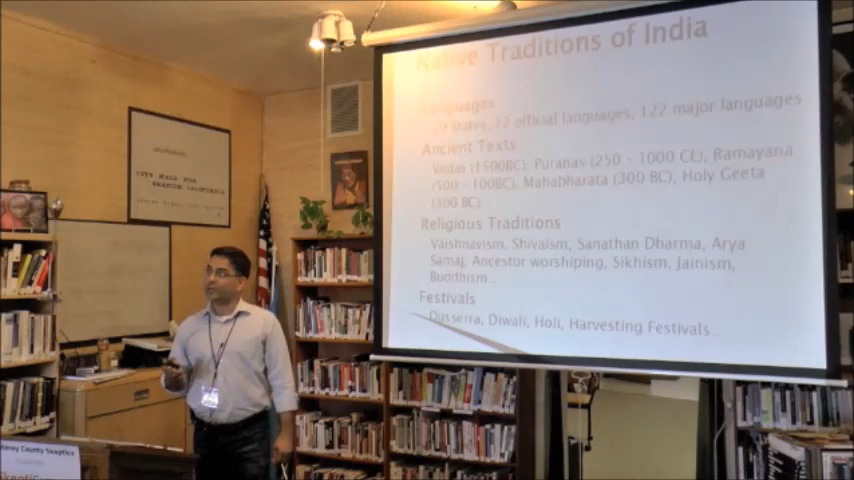 Native Traditions of India
Languages
29 States, 22 official languages, 122 major languages
Ancient Texts
Vedas (1500BC), Puranas (250 - 1000 CE), Ramayana
(500 - 100BC), Mahabharata (300 BC), Holy Geeta
(300 BC)
Religious Traditions
Vaishnavism, Shivaism, Sanathan Dharma, Arya
Samaj, Ancestor worshiping, Sikhism, Jainism,
Buddhism..
Festivals
Dusserra, Diwali, Holi, Harvesting Festivals...
CITY HALL FOR
County Skeptics